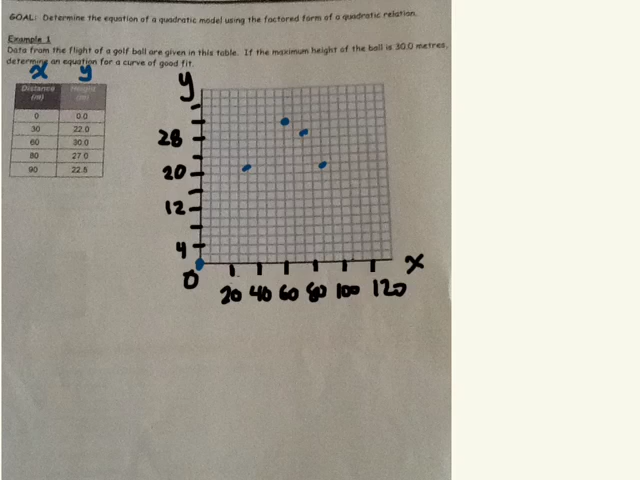 GOAL: Determine the equation of a quadratic model using the factored form of a quadratic relation.
Example 1
Data from the flight of a golf ball are given in this table. If the maximum height of the ball is 30.0 metres,
determine an equation for a curve of good fit.
x y
Distance (m) Height (m)
0 0.0
30 22.0
60 30.0
80 27.0
90 22.5
y
28
20
12
4
0
x
20 40 60 80 100 120